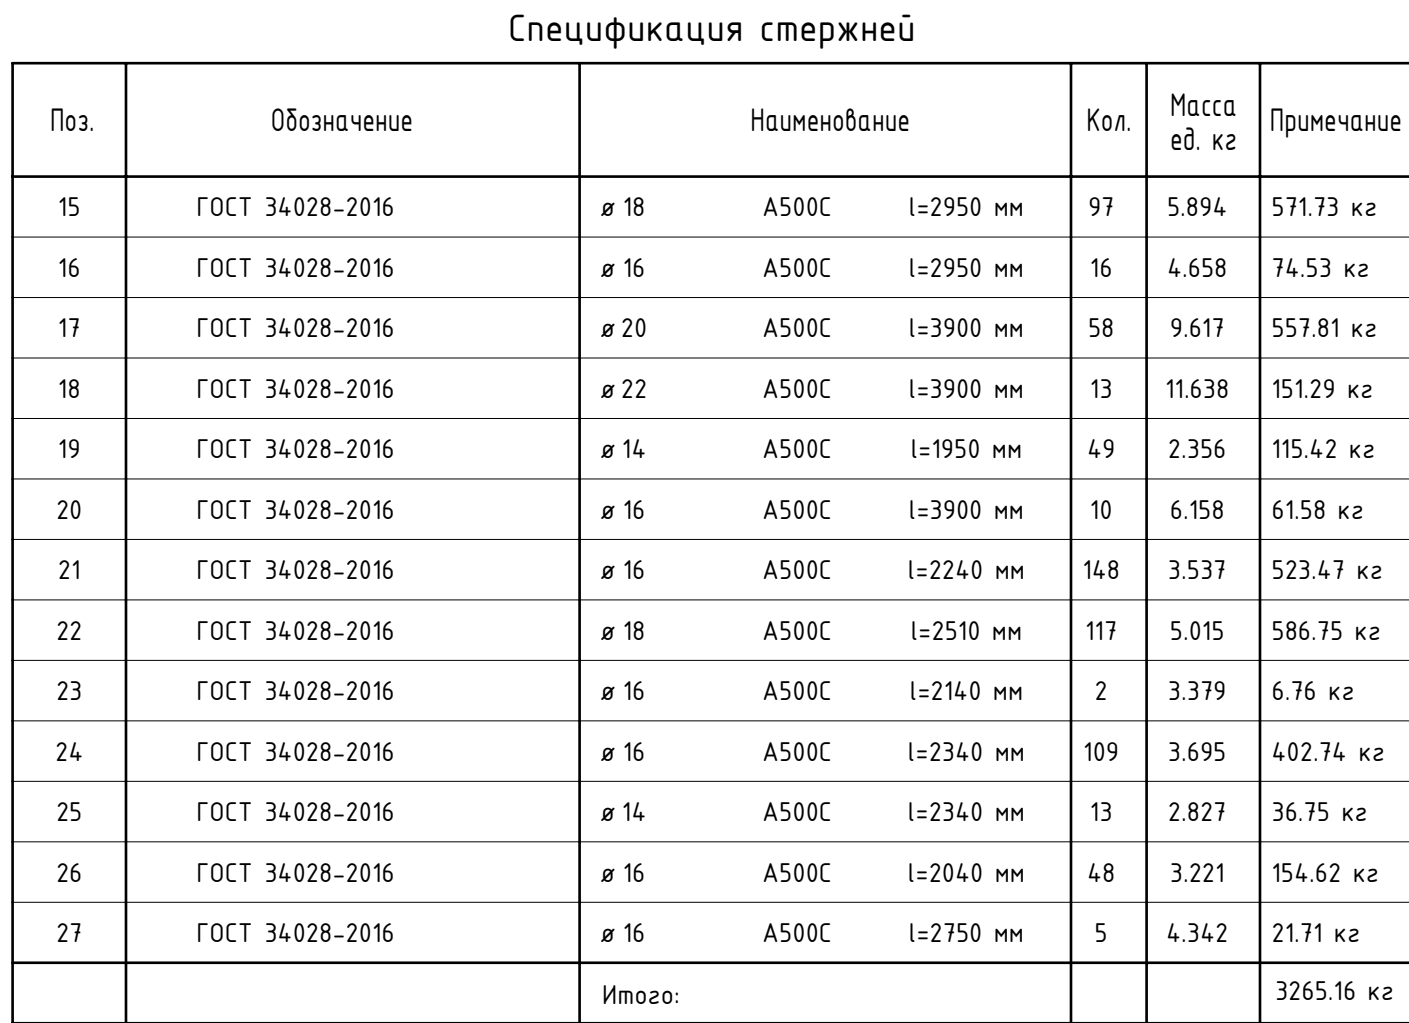 Спецификация стержней
Поз. Обозначение Наименование Кол. Масса ед. кг Примечание
15 ГОСТ 34028-2016 ø 18 А500С l=2950 мм 97 5.894 571.73 кг
16 ГОСТ 34028-2016 ø 16 А500С l=2950 мм 16 4.658 74.53 кг
17 ГОСТ 34028-2016 ø 20 А500С l=3900 мм 58 9.617 557.81 кг
18 ГОСТ 34028-2016 ø 22 А500С l=3900 мм 13 11.638 151.29 кг
19 ГОСТ 34028-2016 ø 14 А500С l=1950 мм 49 2.356 115.42 кг
20 ГОСТ 34028-2016 ø 16 А500С l=3900 мм 10 6.158 61.58 кг
21 ГОСТ 34028-2016 ø 16 А500С l=2240 мм 148 3.537 523.47 кг
22 ГОСТ 34028-2016 ø 18 А500С l=2510 мм 117 5.015 586.75 кг
23 ГОСТ 34028-2016 ø 16 А500С l=2140 мм 2 3.379 6.76 кг
24 ГОСТ 34028-2016 ø 16 А500С l=2340 мм 109 3.695 402.74 кг
25 ГОСТ 34028-2016 ø 14 А500С l=2340 мм 13 2.827 36.75 кг
26 ГОСТ 34028-2016 ø 16 А500С l=2040 мм 48 3.221 154.62 кг
27 ГОСТ 34028-2016 ø 16 А500С l=2750 мм 5 4.342 21.71 кг
Итого: 3265.16 кг